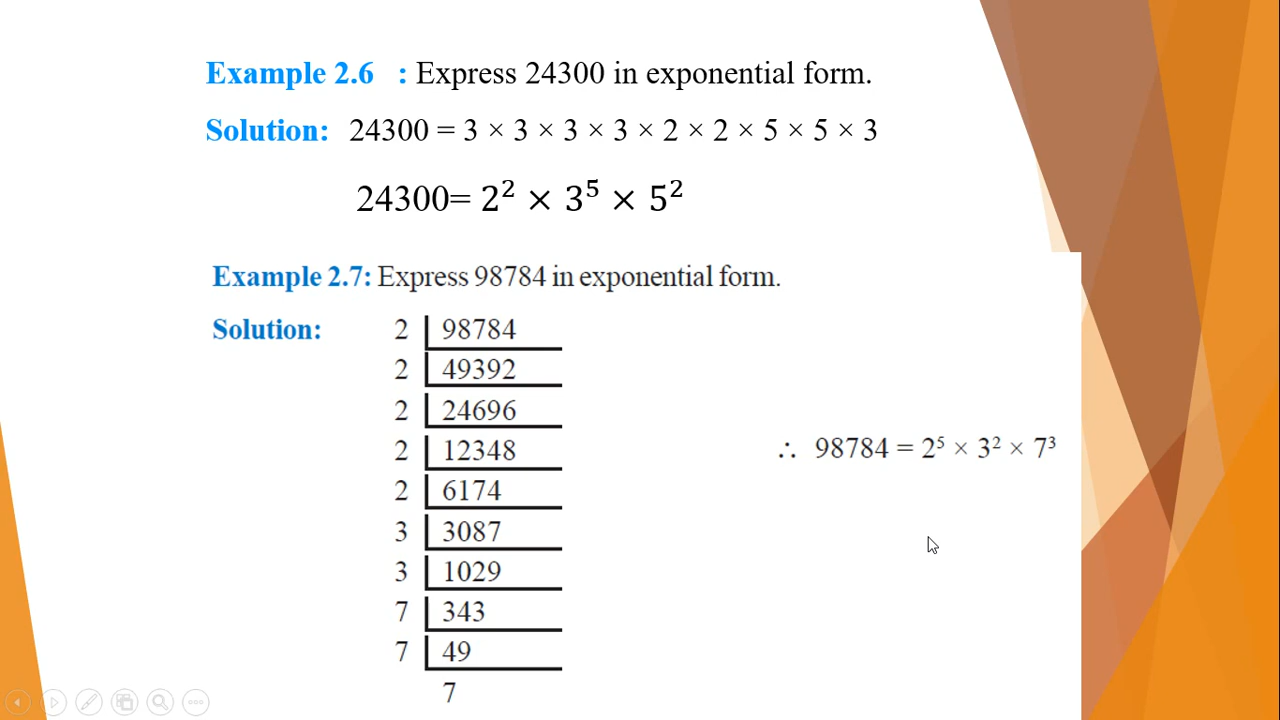 Example 2.6 : Express 24300 in exponential form.
Solution: 24300 = 3 × 3 × 3 × 3 × 2 × 2 × 5 × 5 × 3
24300= 2² × 3⁵ × 5²
Example 2.7: Express 98784 in exponential form.
Solution: 2 98784
2 49392
2 24696
2 12348
2 6174
3 3087
3 1029
7 343
7 49
7
∴ 98784 = 2⁵ × 3² × 7³